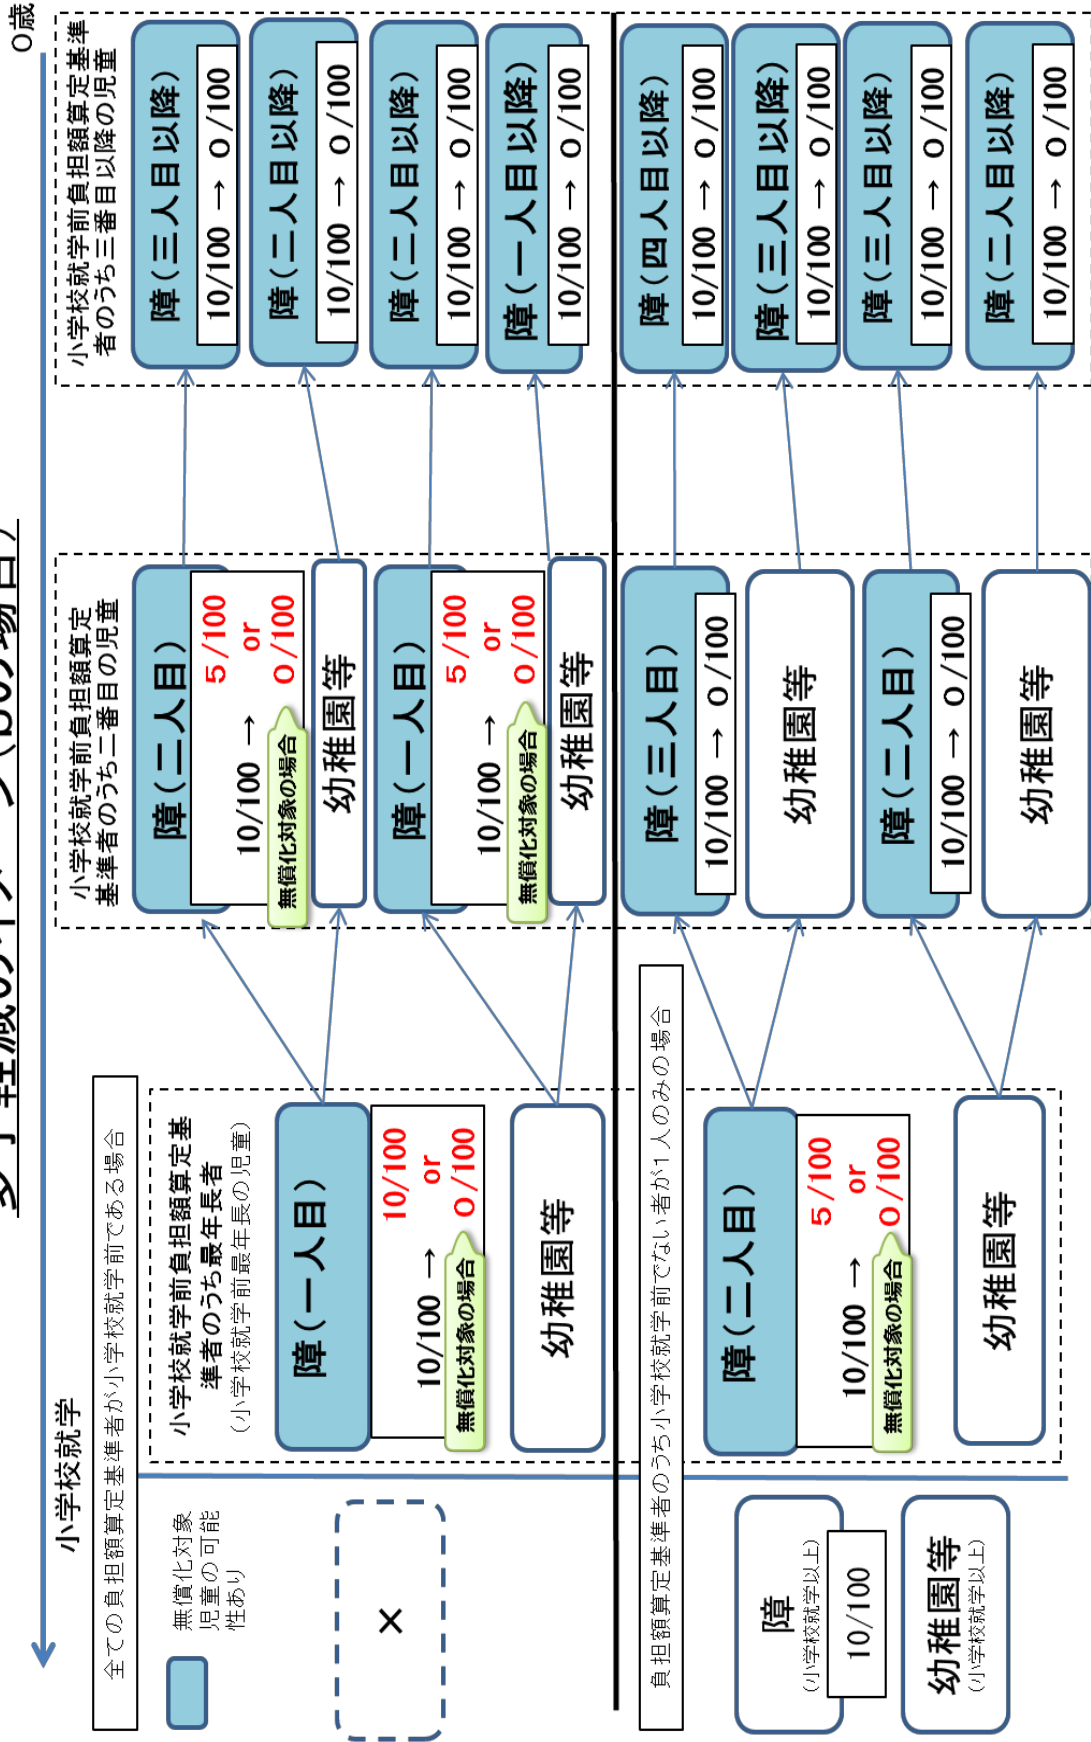 小学校就学
０歳
全ての負担額算定基準者が小学校就学前である場合
無償化対象
児童の可能
性あり
×
小学校就学前負担額算定基
準者のうち最年長者
（小学校就学前最年長の児童）
障（一人目）
10/100 →
10/100
or
０/100
無償化対象の場合
幼稚園等
小学校就学前負担額算定
基準者のうち二番目の児童
障（二人目）
10/100 →
５/100
or
０/100
無償化対象の場合
幼稚園等
障（一人目）
10/100 →
５/100
or
０/100
無償化対象の場合
幼稚園等
小学校就学前負担額算定基準
者のうち三番目以降の児童
障（三人目以降）
10/100 → ０/100
障（二人目以降）
10/100 → ０/100
障（二人目以降）
10/100 → ０/100
障（一人目以降）
10/100 → ０/100
負担額算定基準者のうち小学校就学前でない者が１人のみの場合
障
（小学校就学以上）
10/100
幼稚園等
（小学校就学以上）
障（二人目）
10/100 →
５/100
or
０/100
無償化対象の場合
幼稚園等
障（三人目）
10/100 → ０/100
幼稚園等
障（二人目）
10/100 → ０/100
幼稚園等
障（四人目以降）
10/100 → ０/100
障（三人目以降）
10/100 → ０/100
障（三人目以降）
10/100 → ０/100
障（二人目以降）
10/100 → ０/100